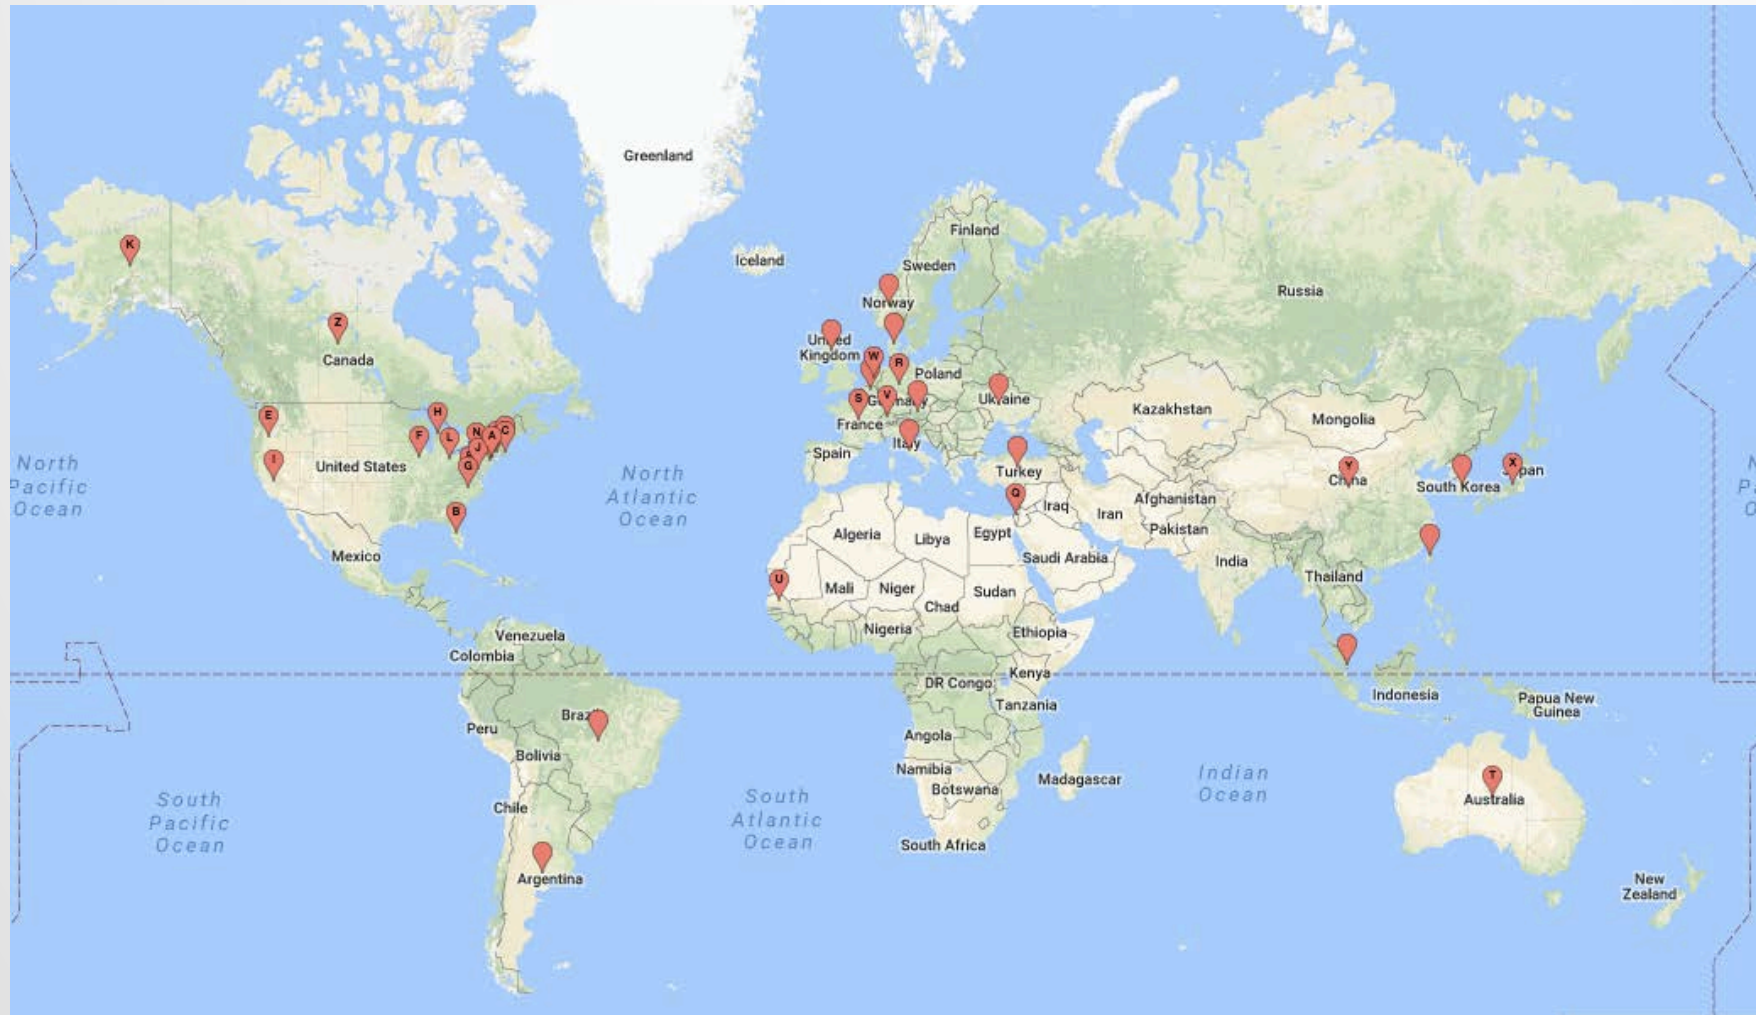 Greenland
Finland
Iceland
Sweden
Norway
Russia
K
Z
Canada
United
Kingdom
W
R
Poland
Germany
S
V
Ukraine
France
Italy
Spain
Turkey
Kazakhstan
Mongolia
E
H
F
L
N
A
C
J
G
I
United States
B
Mexico
North
Pacific
Ocean
North
Atlantic
Ocean
Q
Iraq
Iran
Afghanistan
Pakistan
Y
China
South Korea
X
Japan
Algeria
Libya
Egypt
Saudi Arabia
India
Thailand
U
Mali
Niger
Chad
Sudan
Nigeria
Ethiopia
Venezuela
Colombia
Kenya
DR Congo
Tanzania
Indonesia
Papua New
Guinea
Brazil
Peru
Bolivia
Angola
Namibia
Botswana
Madagascar
Indian
Ocean
T
Australia
South
Pacific
Ocean
Chile
South
Atlantic
Ocean
South Africa
Argentina
New
Zealand